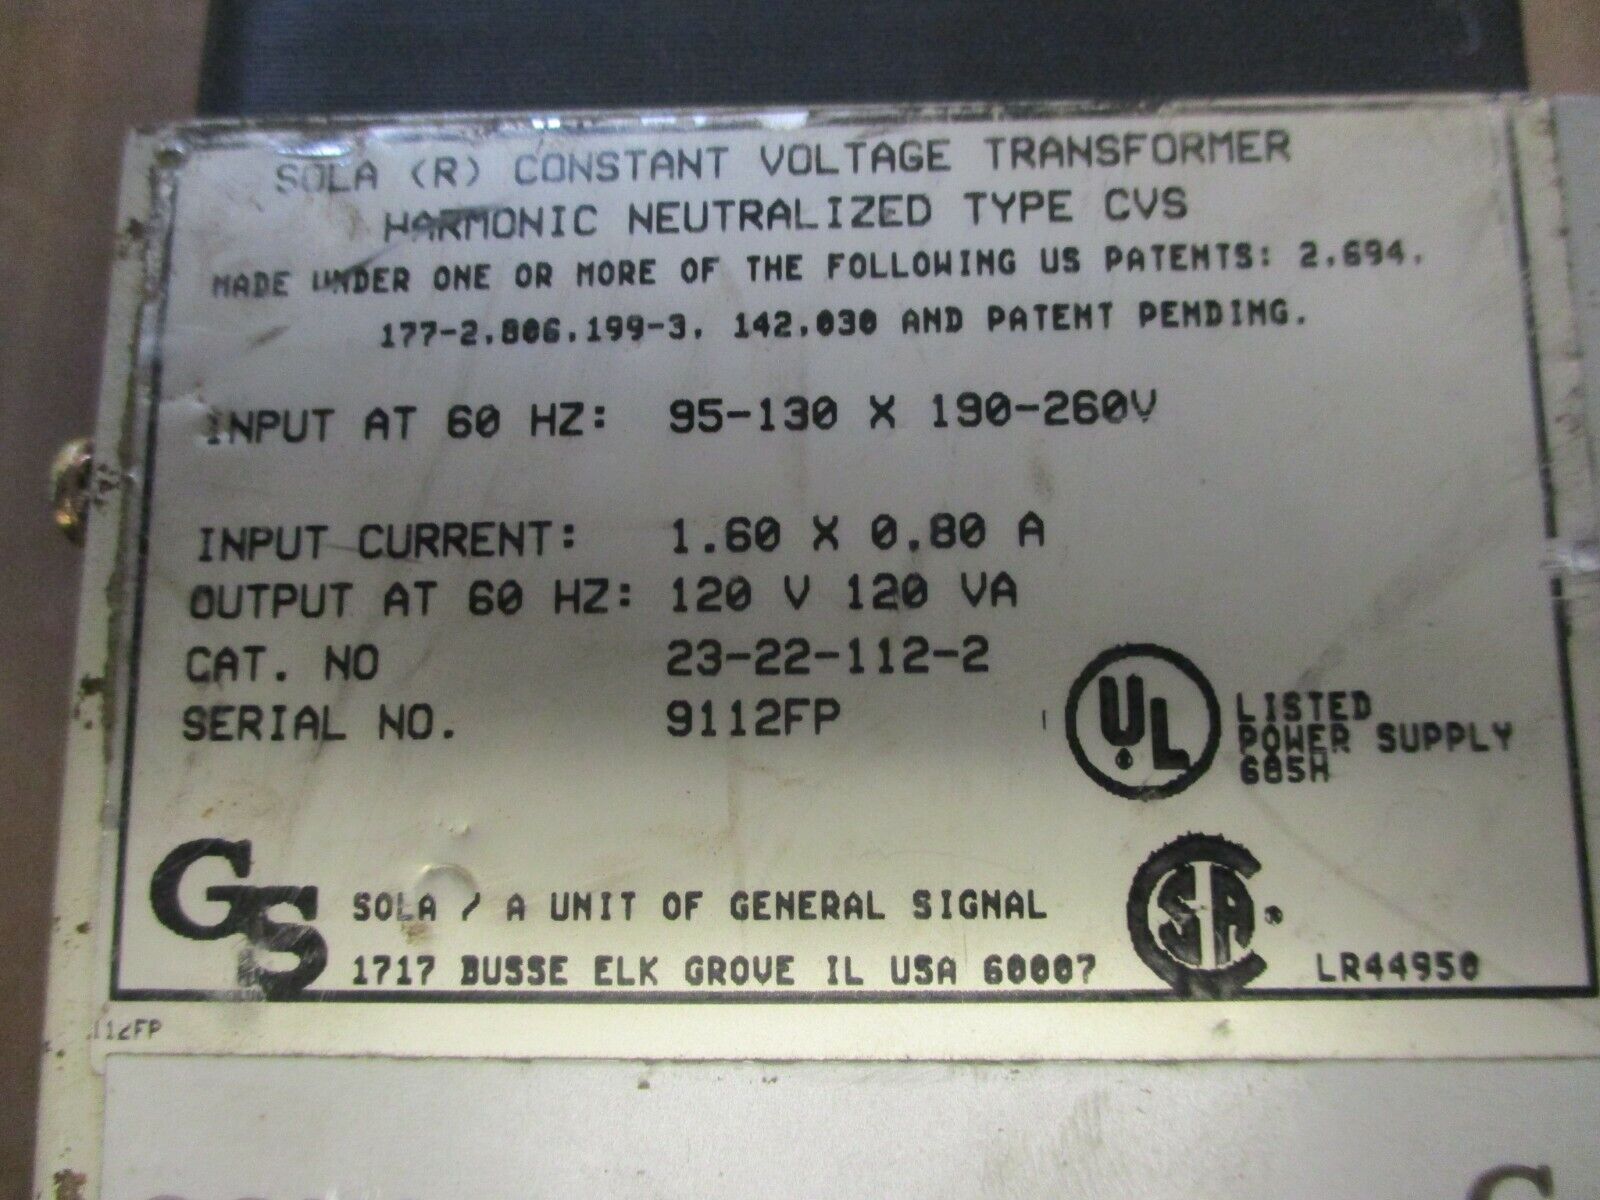 SOLA (R) CONSTANT VOLTAGE TRANSFORMER
HARMONIC NEUTRALIZED TYPE CVS
MADE UNDER ONE OR MORE OF THE FOLLOWING US PATENTS: 2,694,
177-2,806,199-3, 142,030 AND PATENT PENDING.
INPUT AT 60 HZ: 95-130 X 190-260V
INPUT CURRENT: 1.60 X 0.80 A
OUTPUT AT 60 HZ: 120 V 120 VA
CAT. NO 23-22-112-2
SERIAL NO. 9112FP
UL ® LISTED
POWER SUPPLY
685H
GS SOLA / A UNIT OF GENERAL SIGNAL
1717 BUSSE ELK GROVE IL USA 60007
SA ® LR44950
112FP